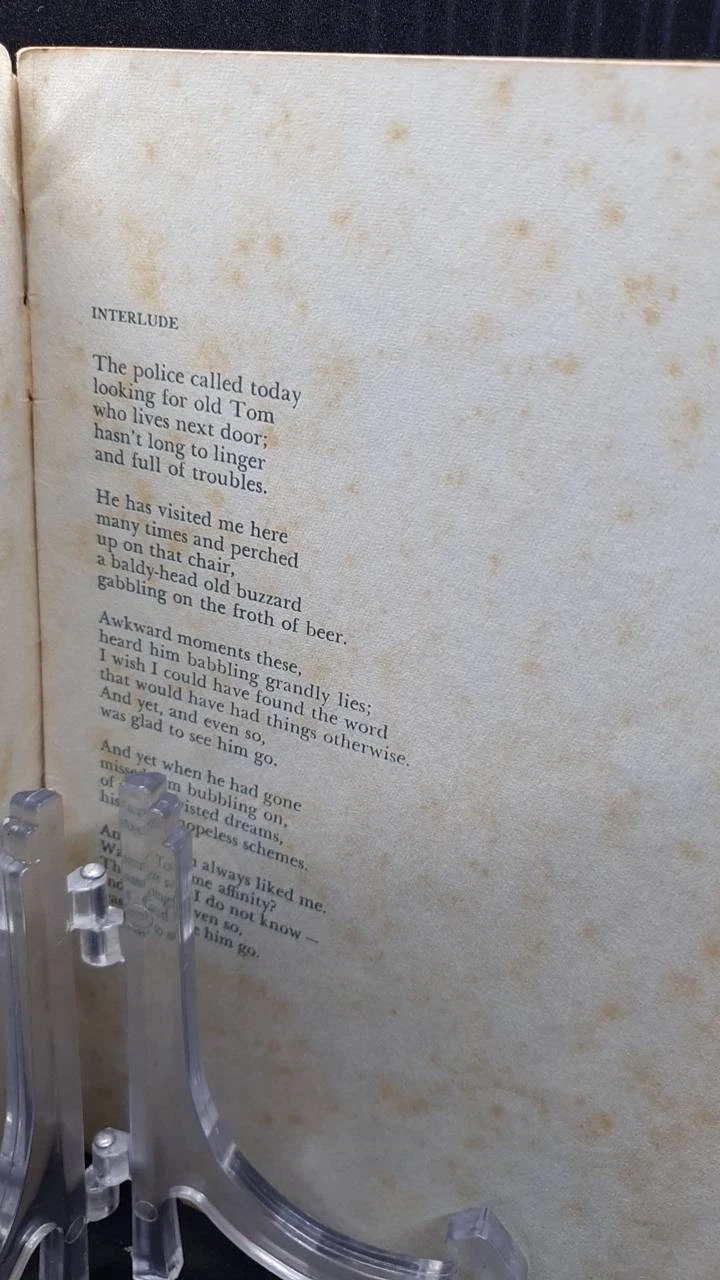 INTERLUDE
The police called today
looking for old Tom
who lives next door;
hasn't long to linger
and full of troubles.
He has visited me here
many times and perched
up on that chair,
a baldy-head old buzzard
gabbling on the froth of beer.
Awkward moments these,
heard him babbling grandly lies;
I wish I could have found the word
that would have had things otherwise.
And yet, and even so,
was glad to see him go.
And yet when he had gone
bubbling on,
of dreams,
his hopeless schemes.
always liked me.
affinity?
I do not know —
so,
him go.